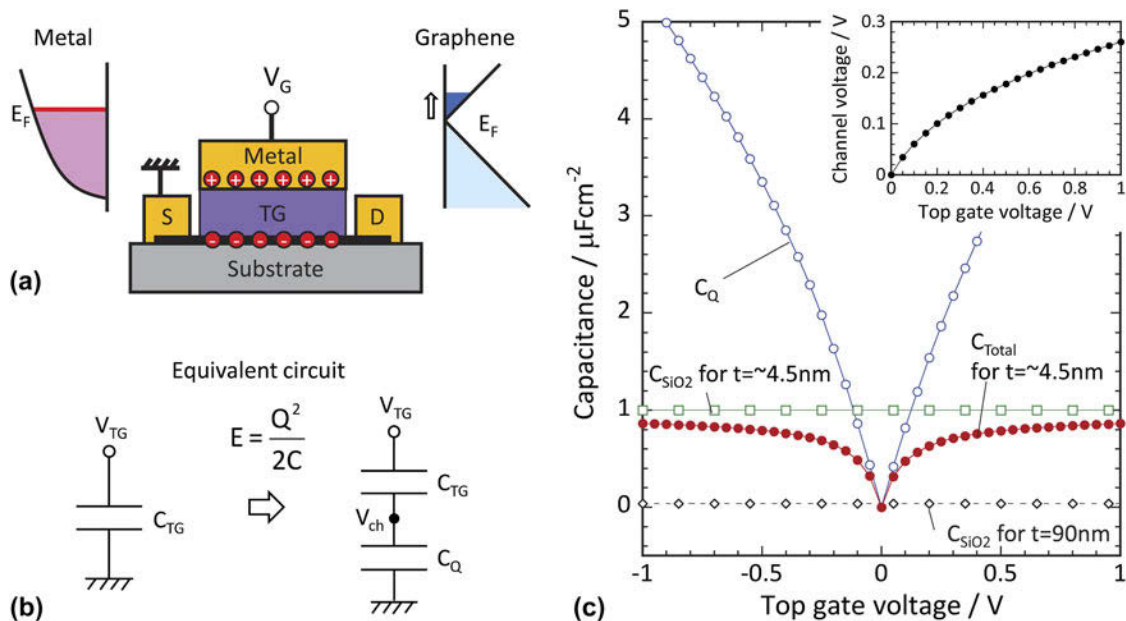 Metal
E_F
V_G
Graphene
E_F
Metal
+ + + + + +
S
TG
D
- - - - - -
Substrate
(a)
Equivalent circuit
V_TG
C_TG
E = Q^2 / 2C
V_TG
C_TG
V_ch
C_Q
(b)
Capacitance / μFcm^-2
5
4
3
2
1
0
-1
-0.5
0
0.5
1
Top gate voltage / V
C_Q
C_SiO2 for t=~4.5nm
C_Total
for t=~4.5nm
C_SiO2 for t=90nm
Channel voltage / V
0.3
0.2
0.1
0
0
0.2
0.4
0.6
0.8
1
Top gate voltage / V
(c)